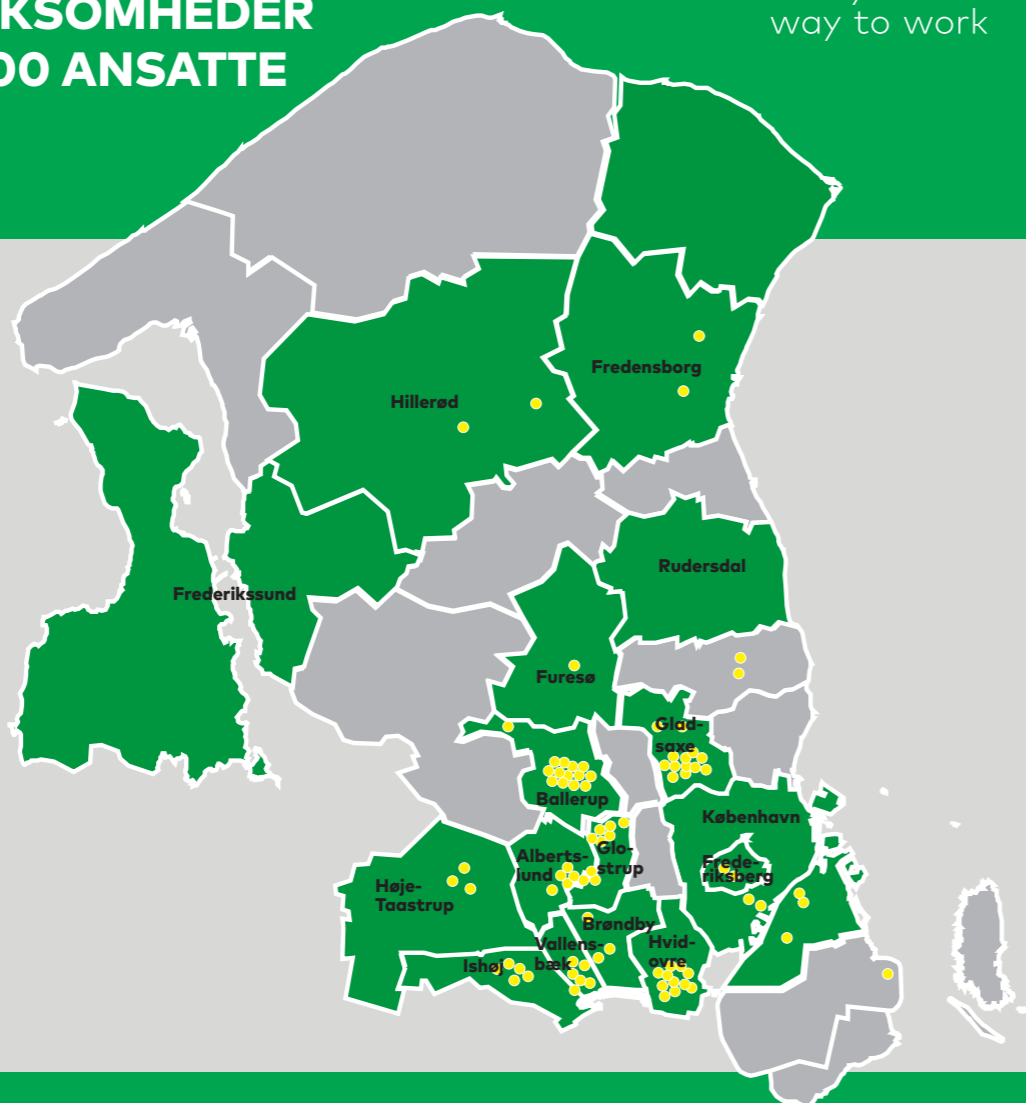 KSOMHEDER
00 ANSATTE
way to work
Fredensborg
Hillerød
Rudersdal
Frederikssund
Furesø
Glad-
saxe
Ballerup
København
Alberts-
lund
Glo-
strup
Frede-
riksberg
Høje-
Taastrup
Brøndby
Vallens-
bæk
Hvid-
ovre
Ishøj